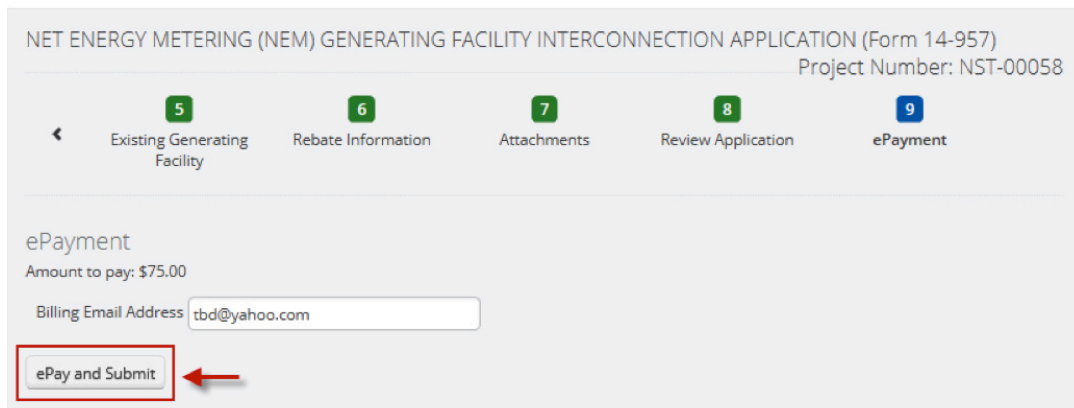 NET ENERGY METERING (NEM) GENERATING FACILITY INTERCONNECTION APPLICATION (Form 14-957)
Project Number: NST-00058
5 6 7 8 9
Existing Generating Facility Rebate Information Attachments Review Application ePayment
ePayment
Amount to pay: $75.00
Billing Email Address tbd@yahoo.com
ePay and Submit